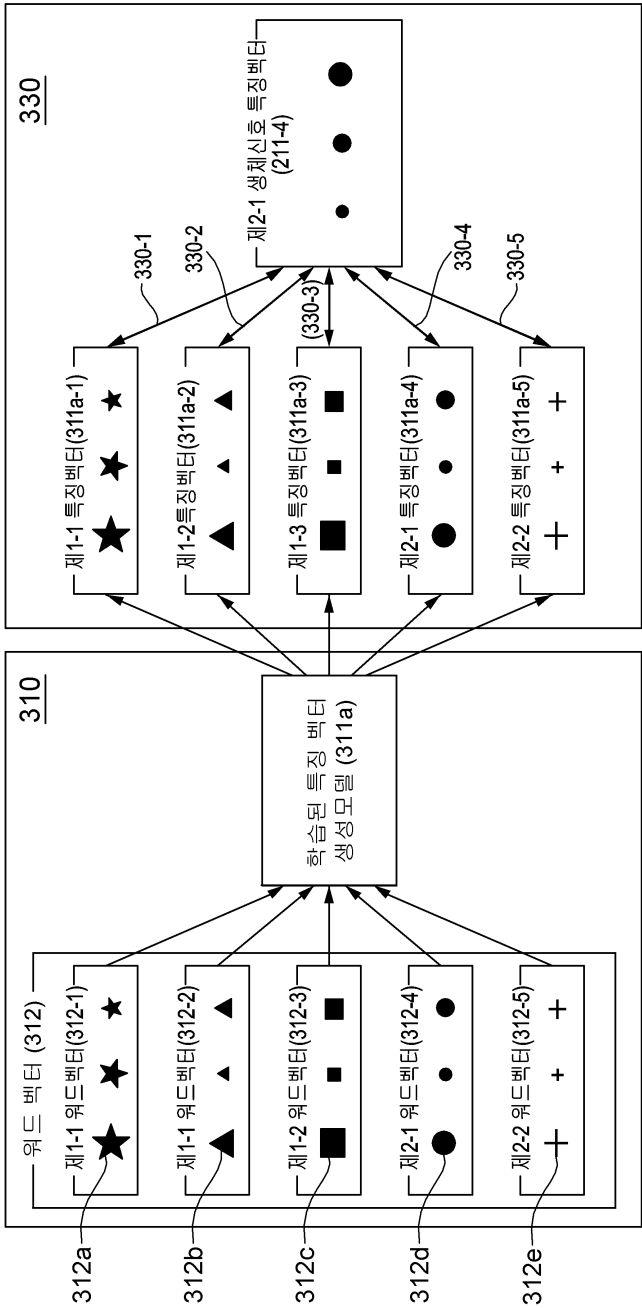 310
워드 벡터 (312)
제1-1 워드벡터(312-1)
312a
제1-1 워드벡터(312-2)
312b
제1-2 워드벡터(312-3)
312c
제2-1 워드벡터(312-4)
312d
제2-2 워드벡터(312-5)
312e
학습된 특징 벡터
생성모델 (311a)
330
제1-1 특징벡터(311a-1)
제1-2특징벡터(311a-2)
제1-3 특징벡터(311a-3)
제2-1 특징벡터(311a-4)
제2-2 특징벡터(311a-5)
330-1
330-2
(330-3)
330-4
330-5
제2-1 생체신호 특징벡터
(211-4)